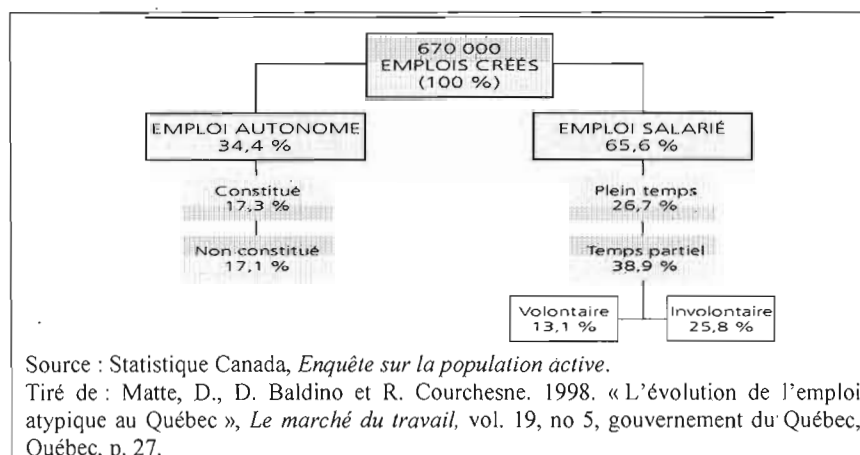 670 000
EMPLOIS CRÉÉS
(100 %)
EMPLOI AUTONOME
34,4 %
EMPLOI SALARIÉ
65,6 %
Constitué
17,3 %
Plein temps
26,7 %
Non constitué
17,1 %
Temps partiel
38,9 %
Volontaire
13,1 %
Involontaire
25,8 %
Source : Statistique Canada, Enquête sur la population active.
Tiré de : Matte, D., D. Baldino et R. Courchesne. 1998. « L'évolution de l'emploi
atypique au Québec », Le marché du travail, vol. 19, no 5, gouvernement du Québec,
Québec, p. 27.